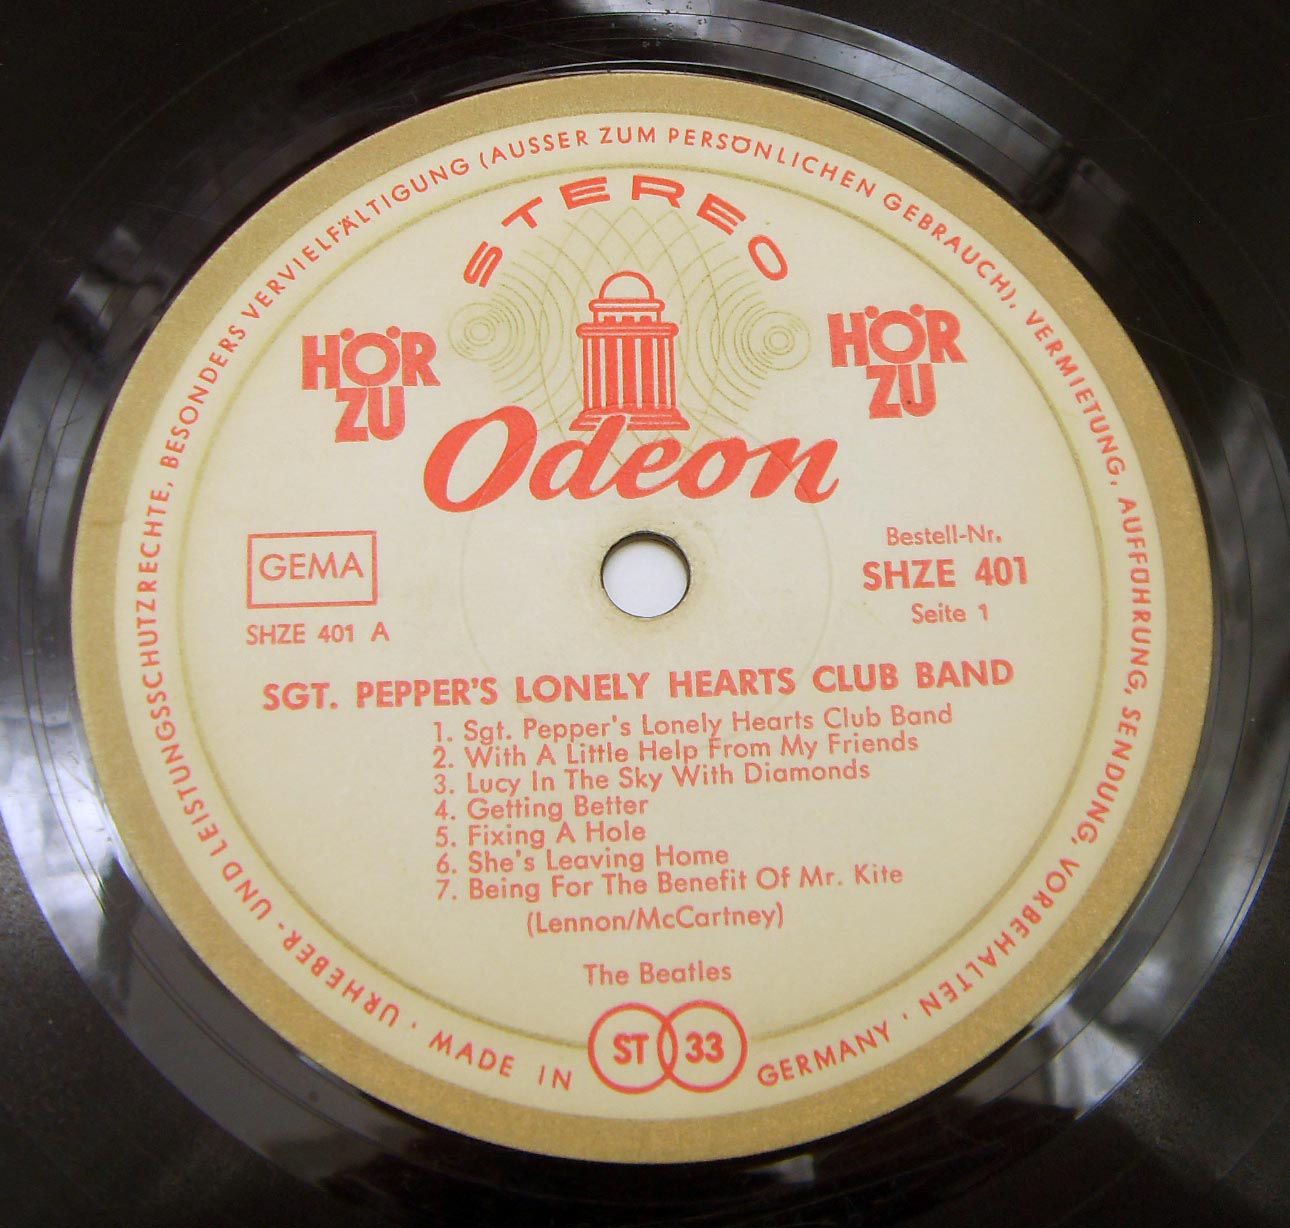 URHEBER- UND LEISTUNGSSCHUTZRECHTE, BESONDERS VERVIELFÄLTIGUNG (AUSSER ZUM PERSÖNLICHEN GEBRAUCH), VERMIETUNG, AUFFÜHRUNG, SENDUNG, VORBEHALTEN ·
STEREO
HÖR
ZU
HÖR
ZU
Odeon
GEMA
SHZE 401 A
Bestell-Nr.
SHZE 401
Seite 1
SGT. PEPPER'S LONELY HEARTS CLUB BAND
1. Sgt. Pepper's Lonely Hearts Club Band
2. With A Little Help From My Friends
3. Lucy In The Sky With Diamonds
4. Getting Better
5. Fixing A Hole
6. She's Leaving Home
7. Being For The Benefit Of Mr. Kite
(Lennon/McCartney)
The Beatles
ST 33
· MADE IN GERMANY ·